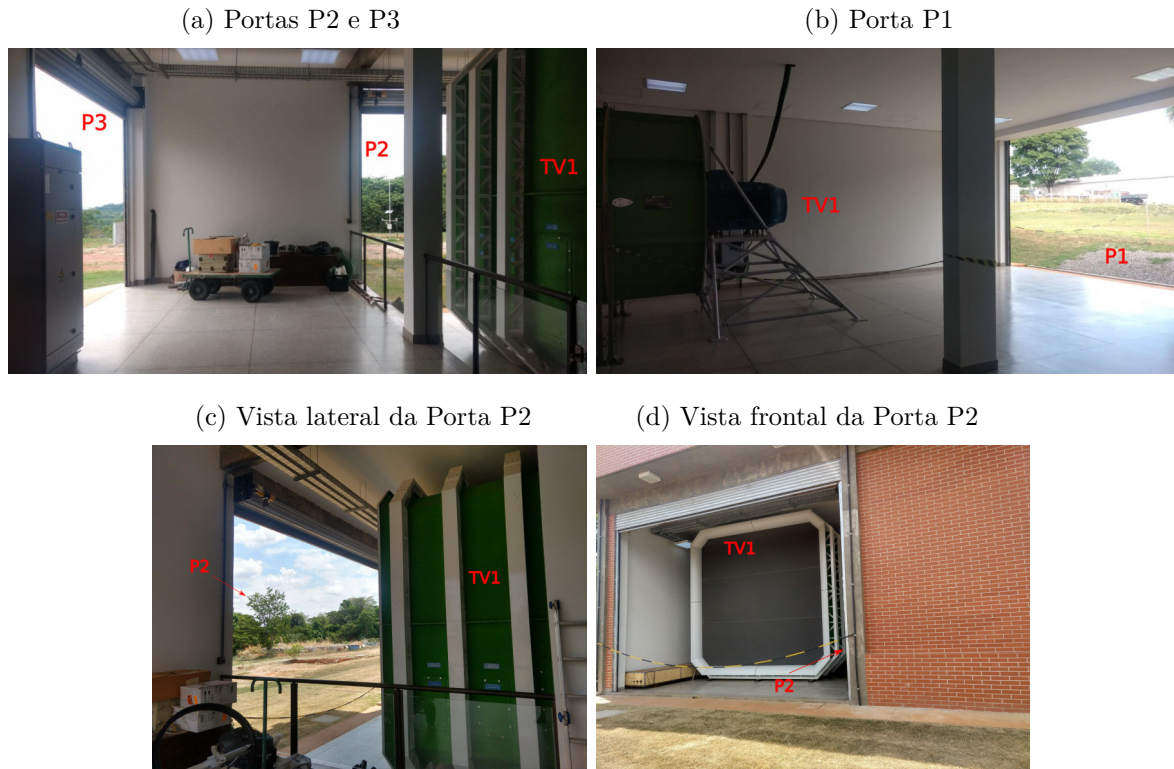 (a) Portas P2 e P3
(b) Porta P1
P3
P2
TV1
TV1
P1
(c) Vista lateral da Porta P2
(d) Vista frontal da Porta P2
P2
TV1
TV1
P2